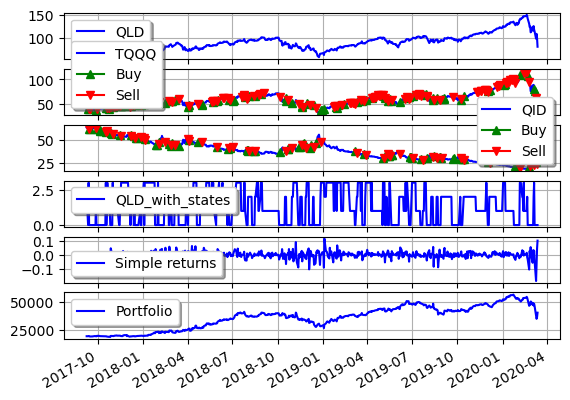 150
100
QLD
100
50
TQQQ
Buy
Sell
50
25
QID
Buy
Sell
2.5
0.0
QLD_with_states
0.1
0.0
−0.1
Simple returns
50000
25000
Portfolio
2017-10
2018-01
2018-04
2018-07
2018-10
2019-01
2019-04
2019-07
2019-10
2020-01
2020-04